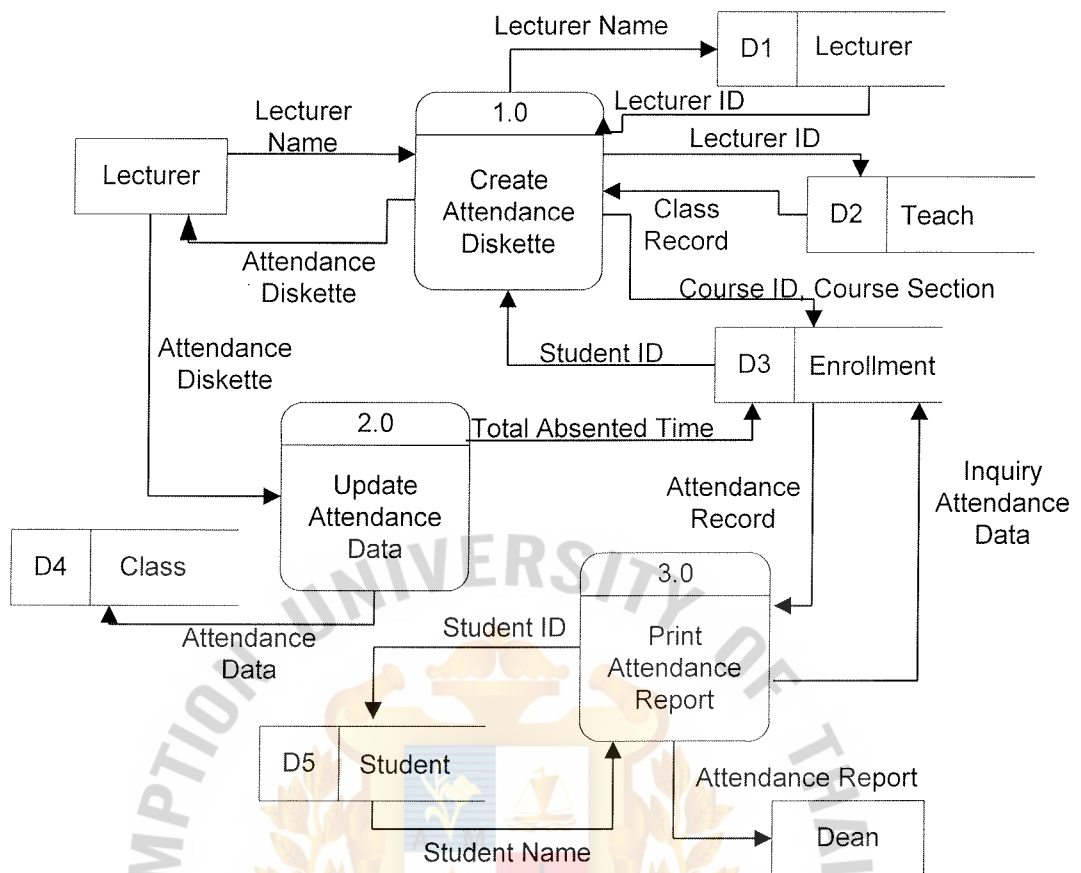 Lecturer Name
D1
Lecturer
1.0
Lecturer ID
Lecturer
Name
Lecturer ID
Lecturer
Create
Attendance
Diskette
Class
Record
D2
Teach
Attendance
Diskette
Course ID, Course Section
Attendance
Diskette
Student ID
D3
Enrollment
2.0
Total Absented Time
Update
Attendance
Data
Attendance
Record
Inquiry
Attendance
Data
D4
Class
3.0
Attendance
Data
Student ID
Print
Attendance
Report
D5
Student
Attendance Report
Student Name
Dean
UNIVERSITY OF